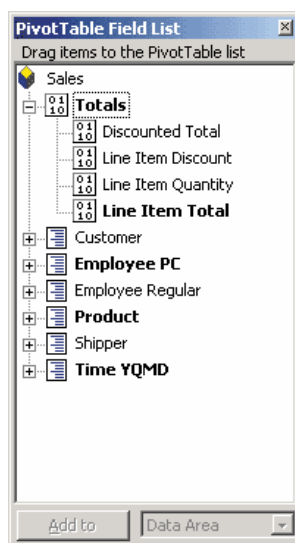 PivotTable Field List
Drag items to the PivotTable list
Sales
Totals
Discounted Total
Line Item Discount
Line Item Quantity
Line Item Total
Customer
Employee PC
Employee Regular
Product
Shipper
Time YQMD
Add to Data Area